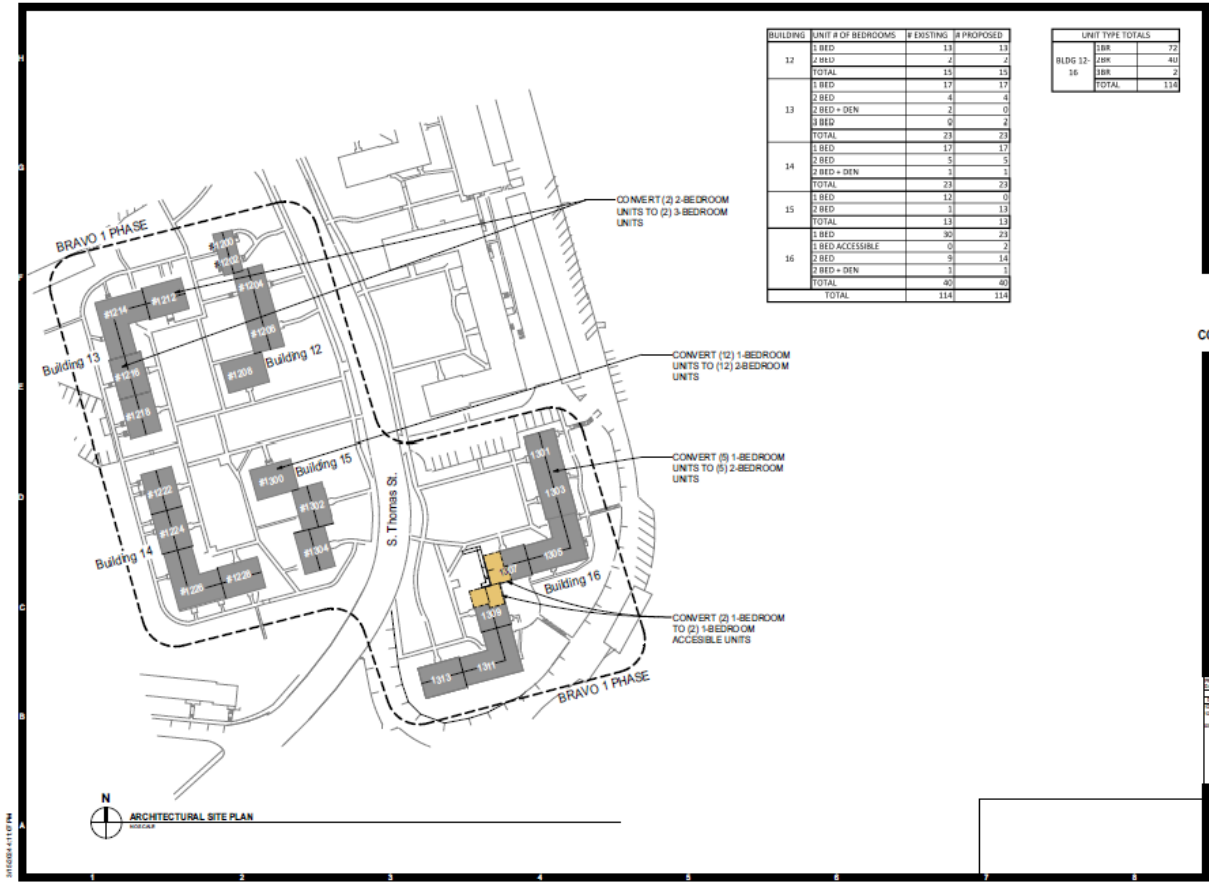 BUILDING UNIT # OF BEDROOMS # EXISTING # PROPOSED
12
1 BED 13 13
2 BED 2 2
TOTAL 15 15
13
1 BED 17 17
2 BED 4 4
2 BED + DEN 2 0
3 BED 0 2
TOTAL 23 23
14
1 BED 17 17
2 BED 5 5
2 BED + DEN 1 1
TOTAL 23 23
15
1 BED 12 0
2 BED 1 13
TOTAL 13 13
16
1 BED 30 23
1 BED ACCESSIBLE 0 2
2 BED 9 14
2 BED + DEN 1 1
TOTAL 40 40
TOTAL 114 114
UNIT TYPE TOTALS
BLDG 12-
16
1BR 72
2BR 40
3BR 2
TOTAL 114
CONVERT (2) 2-BEDROOM
UNITS TO (2) 3-BEDROOM
UNITS
BRAVO 1 PHASE
#1200
#1202
#1204
#1206
#1208
Building 12
#1212
#1214
#1216
#1218
Building 13
CONVERT (12) 1-BEDROOM
UNITS TO (12) 2-BEDROOM
UNITS
Building 15
#1300
#1302
#1304
#1222
#1224
#1226
#1228
Building 14
S. Thomas St.
CONVERT (5) 1-BEDROOM
UNITS TO (5) 2-BEDROOM
UNITS
1301
1303
1305
1307
Building 16
1309
1311
1313
CONVERT (2) 1-BEDROOM
TO (2) 1-BEDROOM
ACCESIBLE UNITS
BRAVO 1 PHASE
CO
N
ARCHITECTURAL SITE PLAN
NO SCALE
H
G
F
E
D
C
B
A
1 2 3 4 5 6 7 8